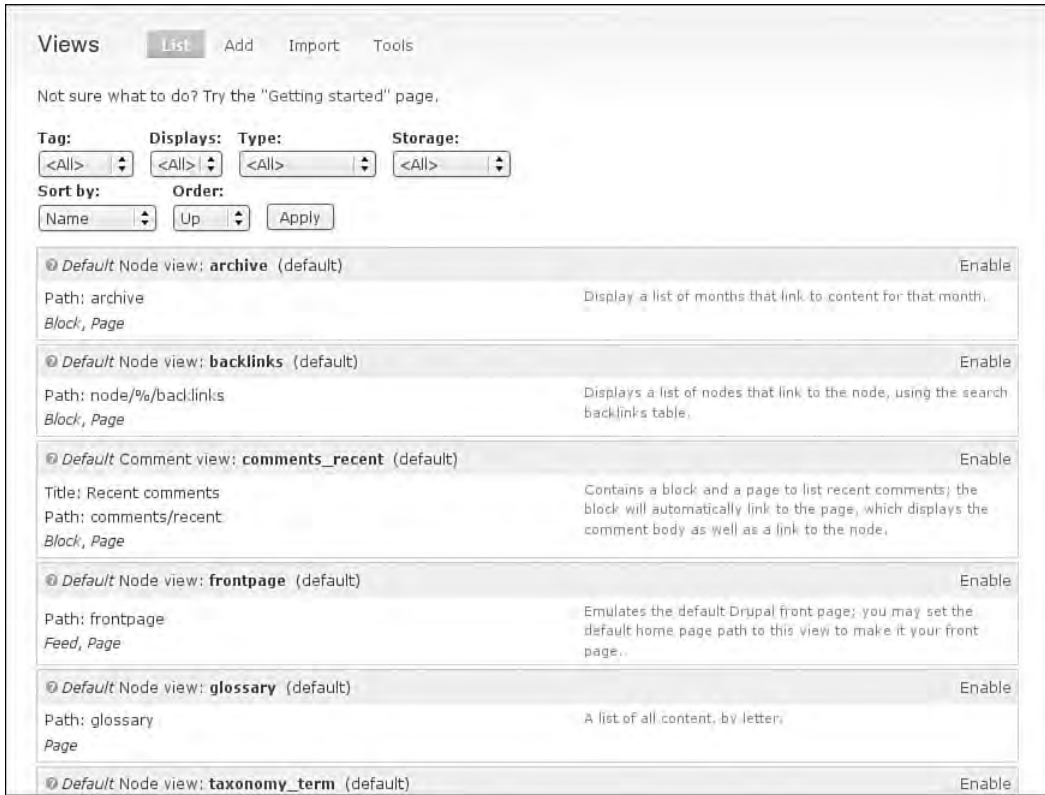 Views List Add Import Tools
Not sure what to do? Try the "Getting started" page.
Tag: Displays: Type: Storage:
<All> <All> <All> <All>
Sort by: Order:
Name Up Apply
Default Node view: archive (default) Enable
Path: archive Display a list of months that link to content for that month.
Block, Page
Default Node view: backlinks (default) Enable
Path: node/%/backlinks Displays a list of nodes that link to the node, using the search
backlinks table.
Block, Page
Default Comment view: comments_recent (default) Enable
Title: Recent comments Contains a block and a page to list recent comments; the
Path: comments/recent block will automatically link to the page, which displays the
Block, Page comment body as well as a link to the node.
Default Node view: frontpage (default) Enable
Path: frontpage Emulates the default Drupal front page; you may set the
default home page path to this view to make it your front
Feed, Page page.
Default Node view: glossary (default) Enable
Path: glossary A list of all content, by letter.
Page
Default Node view: taxonomy_term (default) Enable